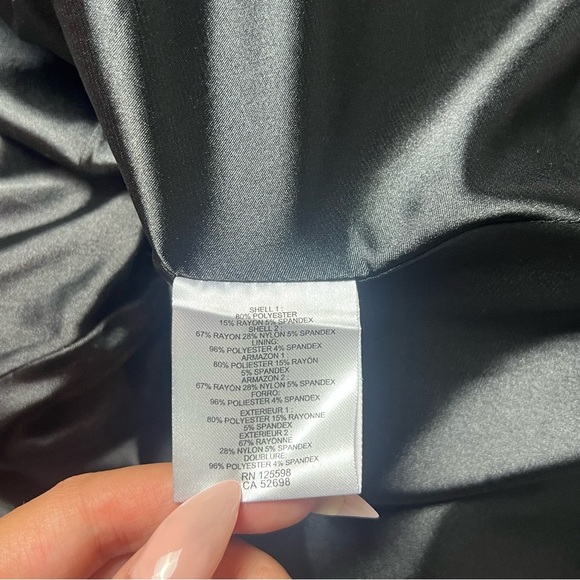 SHELL 1 :
80% POLYESTER
15% RAYON 5% SPANDEX
SHELL 2 :
67% RAYON 28% NYLON 5% SPANDEX
LINING:
96% POLYESTER 4% SPANDEX
ARMAZON 1 :
80% POLIESTER 15% RAYÓN
5% SPANDEX
ARMAZON 2 :
67% RAYÓN 28% NYLON 5% SPANDEX
FORRO:
96% POLIESTER 4% SPANDEX
EXTERIEUR 1 :
80% POLYESTER 15% RAYONNE
5% SPANDEX
EXTERIEUR 2 :
67% RAYONNE
28% NYLON 5% SPANDEX
DOUBLURE:
96% POLYESTER 4% SPANDEX
RN 125598
CA 52698